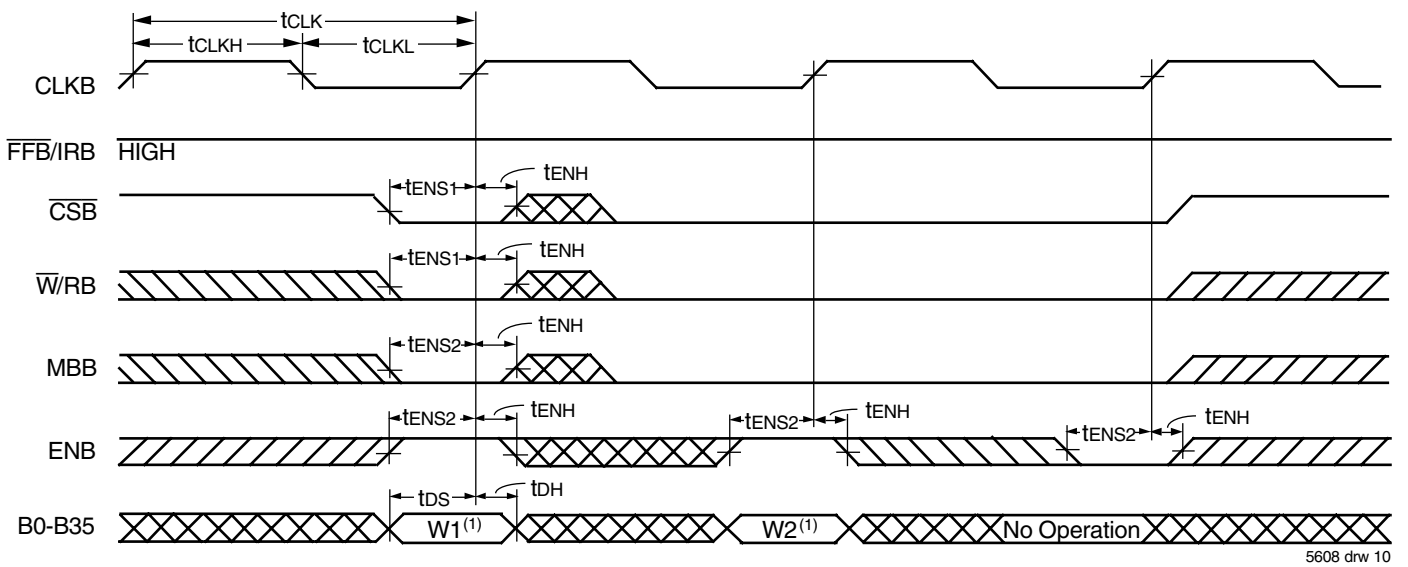 tCLK
tCLKH tCLKL
CLKB
FFB/IRB HIGH
tENS1 tENH
CSB
tENS1 tENH
W/RB
tENS2 tENH
MBB
tENS2 tENH tENS2 tENH tENS2 tENH
ENB
tDS tDH
B0-B35 W1(1) W2(1) No Operation
5608 drw 10